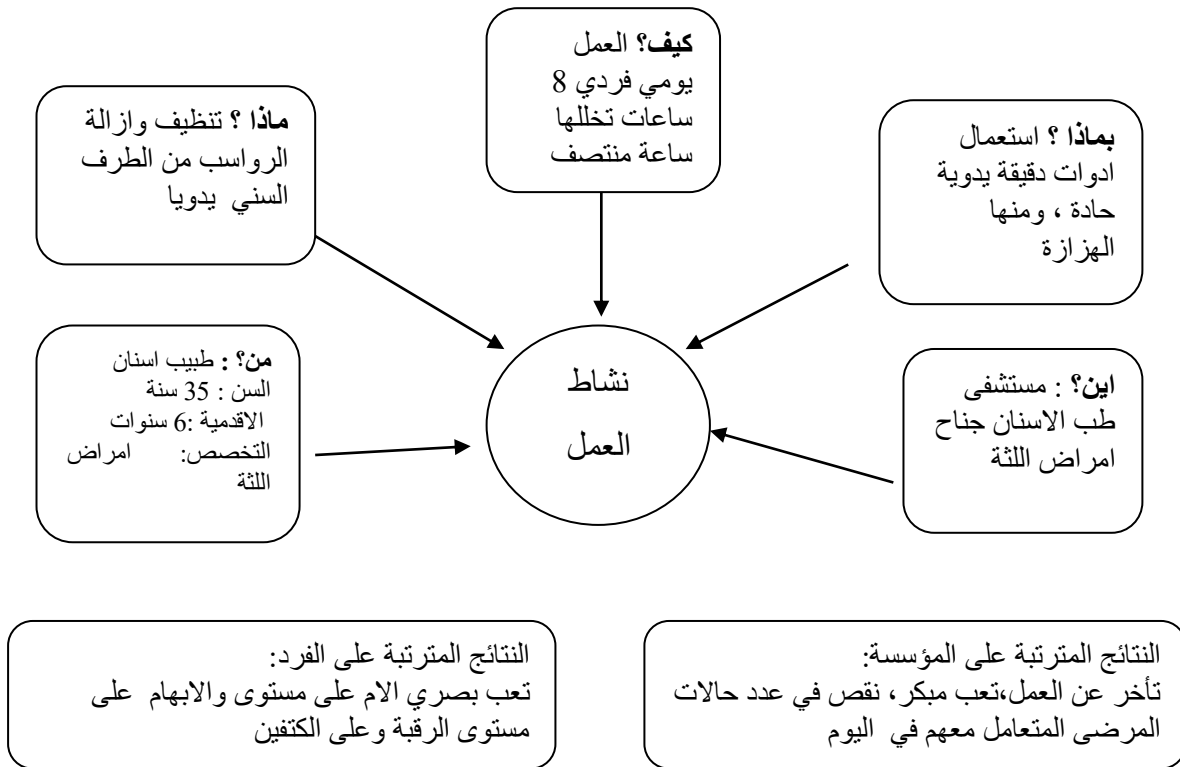 كيف؟ العمل
يومي فردي 8
ساعات تخللها
ساعة منتصف
ماذا ؟ تنظيف وازالة
الرواسب من الطرف
السني يدويا
بماذا ؟ استعمال
ادوات دقيقة يدوية
حادة ، ومنها
الهزازة
من؟ : طبيب اسنان
السن : 35 سنة
الاقدمية :6 سنوات
التخصص: امراض
اللثة
نشاط
العمل
اين؟ : مستشفى
طب الاسنان جناح
امراض اللثة
النتائج المترتبة على الفرد:
تعب بصري الام على مستوى والابهام على
مستوى الرقبة وعلى الكتفين
النتائج المترتبة على المؤسسة:
تأخر عن العمل،تعب مبكر، نقص في عدد حالات
المرضى المتعامل معهم في اليوم